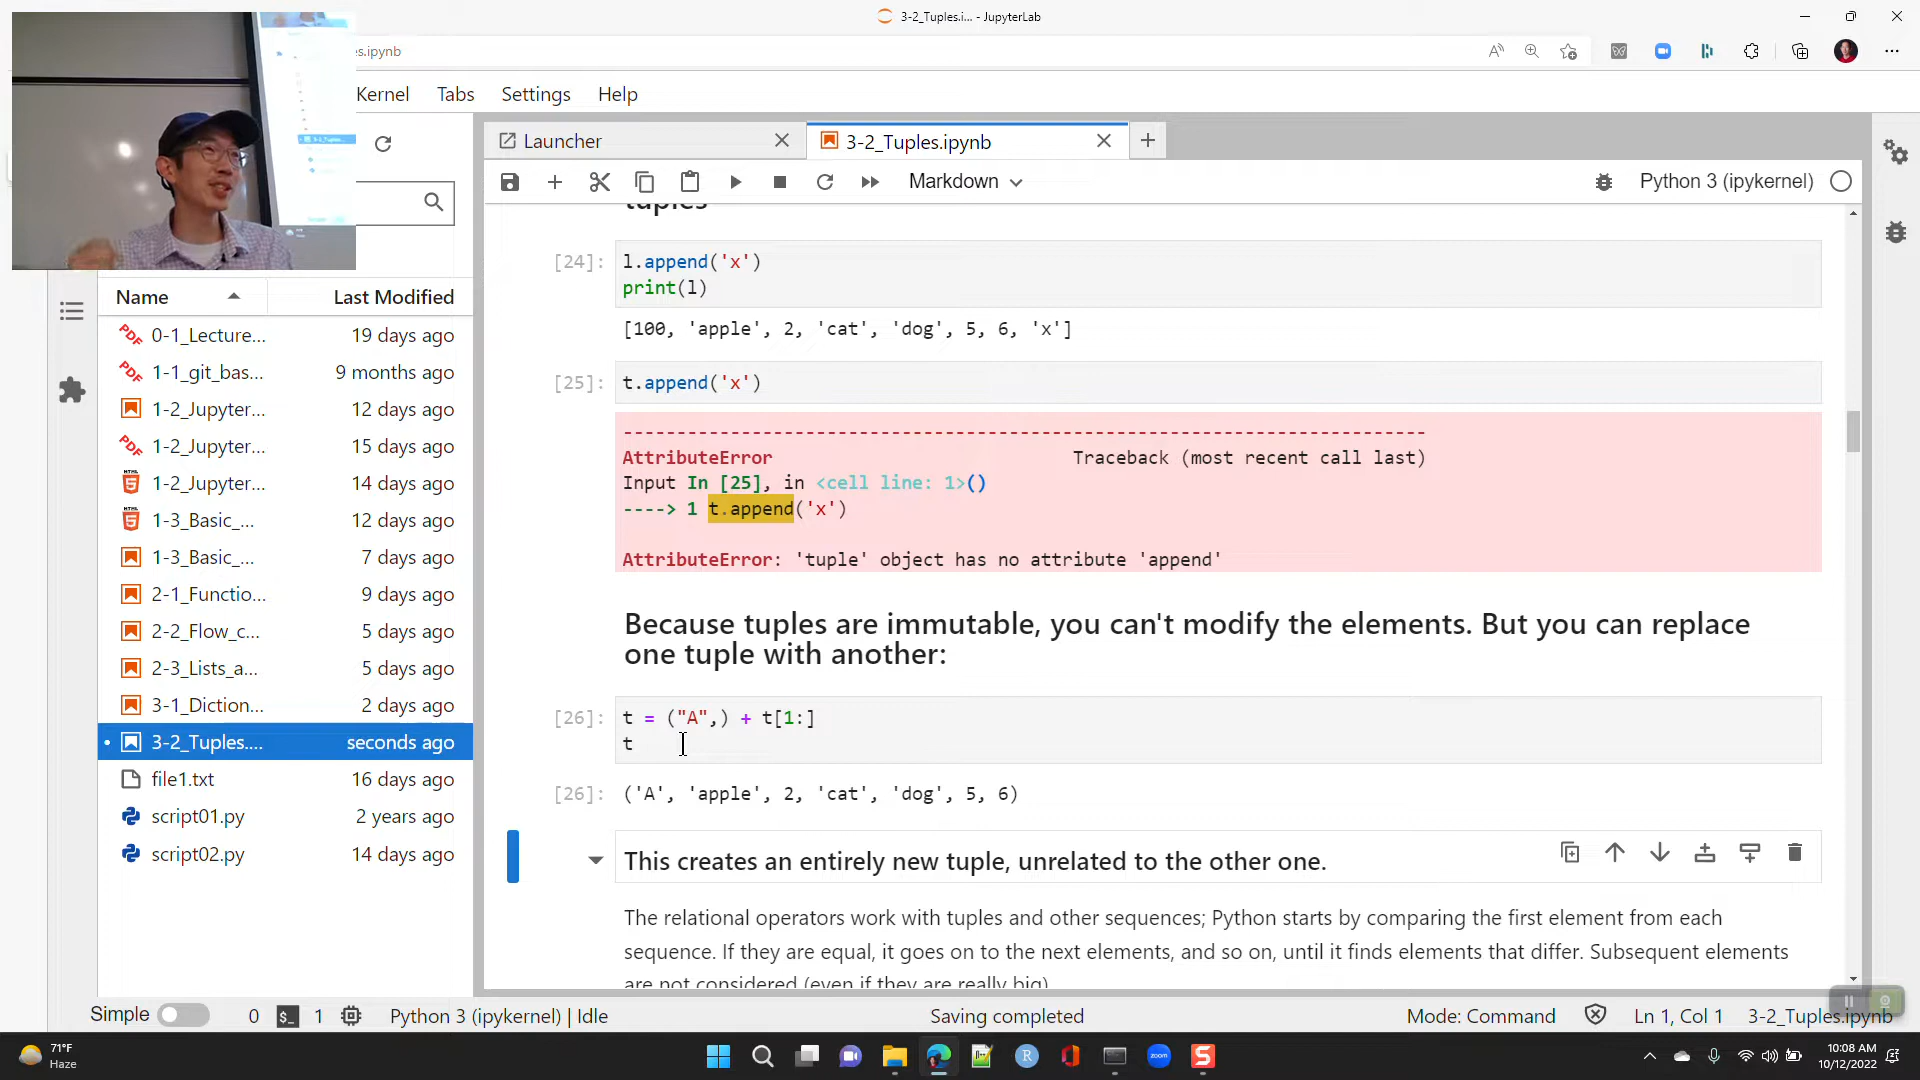 3-2_Tuples.i... - JupyterLab
es.ipynb
Kernel Tabs Settings Help
Launcher
3-2_Tuples.ipynb
Markdown
Python 3 (ipykernel)
tuples
[24]: l.append('x')
print(l)
[100, 'apple', 2, 'cat', 'dog', 5, 6, 'x']
[25]: t.append('x')
---------------------------------------------------------------------------
AttributeError Traceback (most recent call last)
Input In [25], in <cell line: 1>()
----> 1 t.append('x')
AttributeError: 'tuple' object has no attribute 'append'
Because tuples are immutable, you can't modify the elements. But you can replace
one tuple with another:
[26]: t = ("A",) + t[1:]
t
[26]: ('A', 'apple', 2, 'cat', 'dog', 5, 6)
This creates an entirely new tuple, unrelated to the other one.
The relational operators work with tuples and other sequences; Python starts by comparing the first element from each
sequence. If they are equal, it goes on to the next elements, and so on, until it finds elements that differ. Subsequent elements
are not considered (even if they are really big)
Name Last Modified
0-1_Lecture... 19 days ago
1-1_git_bas... 9 months ago
1-2_Jupyter... 12 days ago
1-2_Jupyter... 15 days ago
1-2_Jupyter... 14 days ago
1-3_Basic_... 12 days ago
1-3_Basic_... 7 days ago
2-1_Functio... 9 days ago
2-2_Flow_c... 5 days ago
2-3_Lists_a... 5 days ago
3-1_Diction... 2 days ago
3-2_Tuples.... seconds ago
file1.txt 16 days ago
script01.py 2 years ago
script02.py 14 days ago
Simple 0 1 Python 3 (ipykernel) | Idle Saving completed Mode: Command Ln 1, Col 1 3-2_Tuples.ipynb
71°F
Haze
10:08 AM
10/12/2022